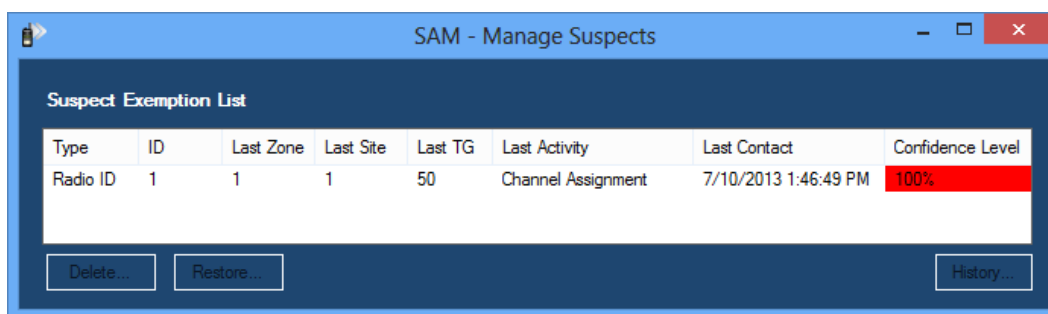 SAM - Manage Suspects
Suspect Exemption List
Type ID Last Zone Last Site Last TG Last Activity Last Contact Confidence Level
Radio ID 1 1 1 50 Channel Assignment 7/10/2013 1:46:49 PM 100%
Delete... Restore... History...